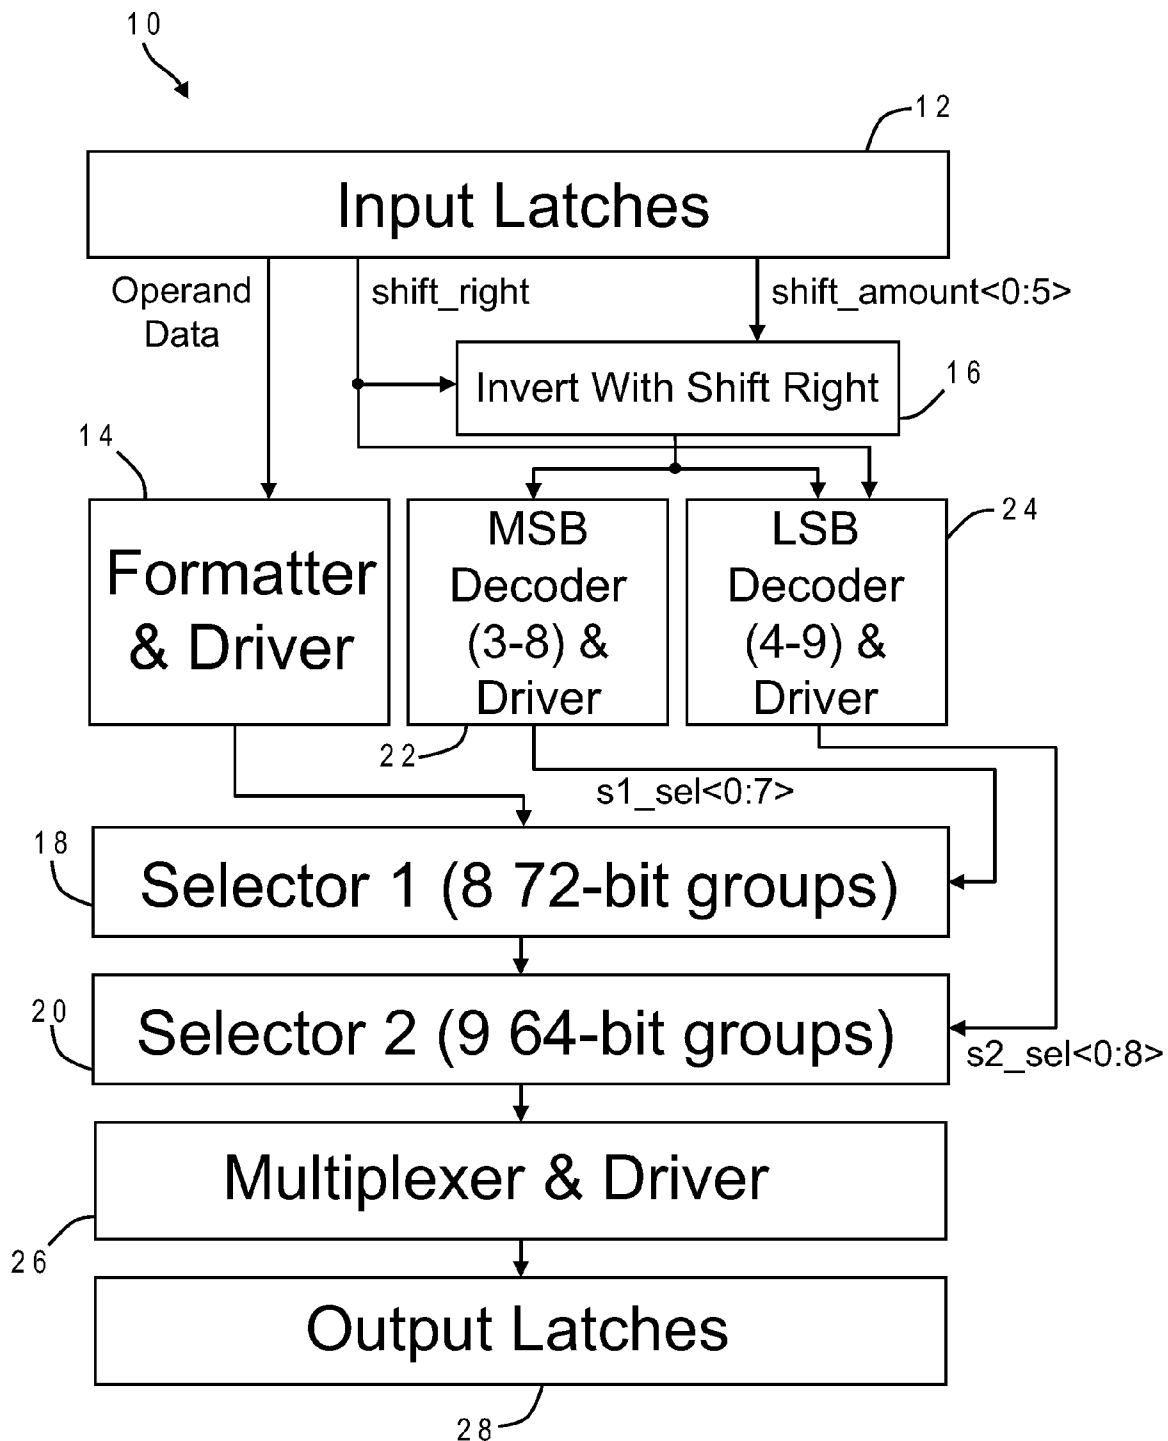 10
12
Input Latches
Operand
Data
shift_right
shift_amount<0:5>
Invert With Shift Right
16
14
Formatter
& Driver
MSB
Decoder
(3-8) &
Driver
LSB
Decoder
(4-9) &
Driver
24
22
s1_sel<0:7>
18
Selector 1 (8 72-bit groups)
20
Selector 2 (9 64-bit groups)
s2_sel<0:8>
Multiplexer & Driver
26
Output Latches
28